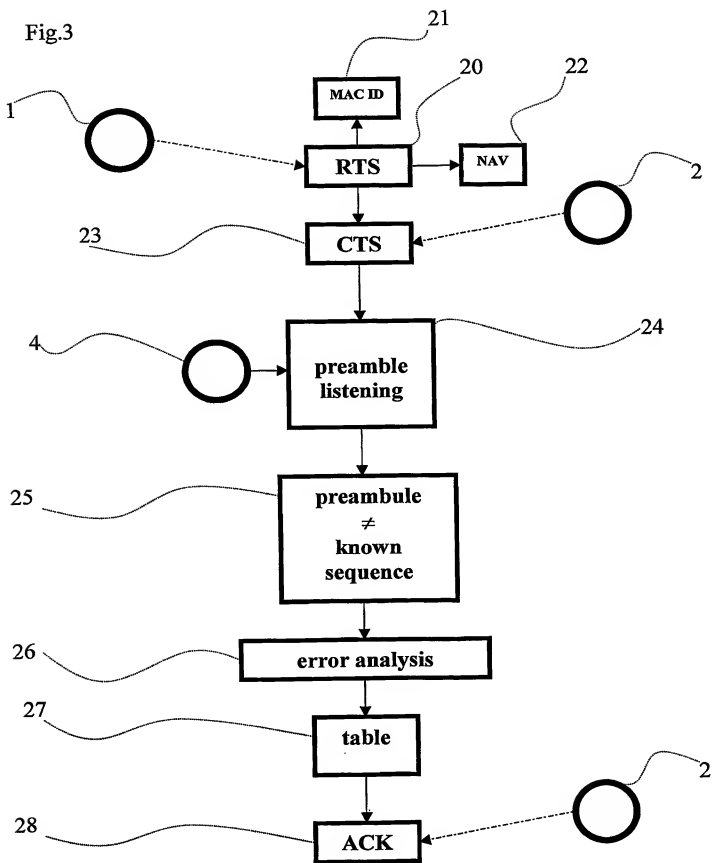 Fig.3
21
20
22
MAC ID
1
RTS
NAV
2
23
CTS
24
4
preamble
listening
25
preambule
≠
known
sequence
26
error analysis
27
table
2
28
ACK